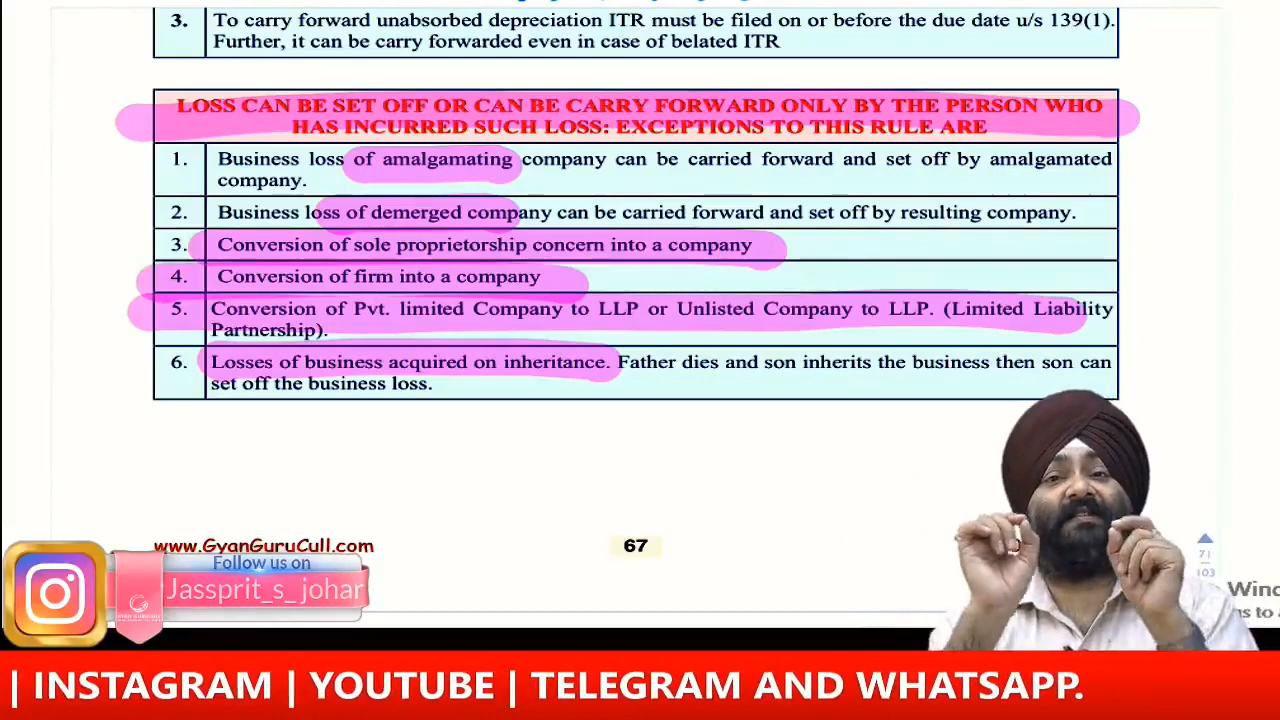 3. To carry forward unabsorbed depreciation ITR must be filed on or before the due date u/s 139(1).
Further, it can be carry forwarded even in case of belated ITR
LOSS CAN BE SET OFF OR CAN BE CARRY FORWARD ONLY BY THE PERSON WHO
HAS INCURRED SUCH LOSS: EXCEPTIONS TO THIS RULE ARE
1. Business loss of amalgamating company can be carried forward and set off by amalgamated
company.
2. Business loss of demerged company can be carried forward and set off by resulting company.
3. Conversion of sole proprietorship concern into a company
4. Conversion of firm into a company
5. Conversion of Pvt. limited Company to LLP or Unlisted Company to LLP. (Limited Liability
Partnership).
6. Losses of business acquired on inheritance. Father dies and son inherits the business then son can
set off the business loss.
www.GyanGuruCull.com
67
71
103
Follow us on
Jassprit_s_johar
| INSTAGRAM | YOUTUBE | TELEGRAM AND WHATSAPP.